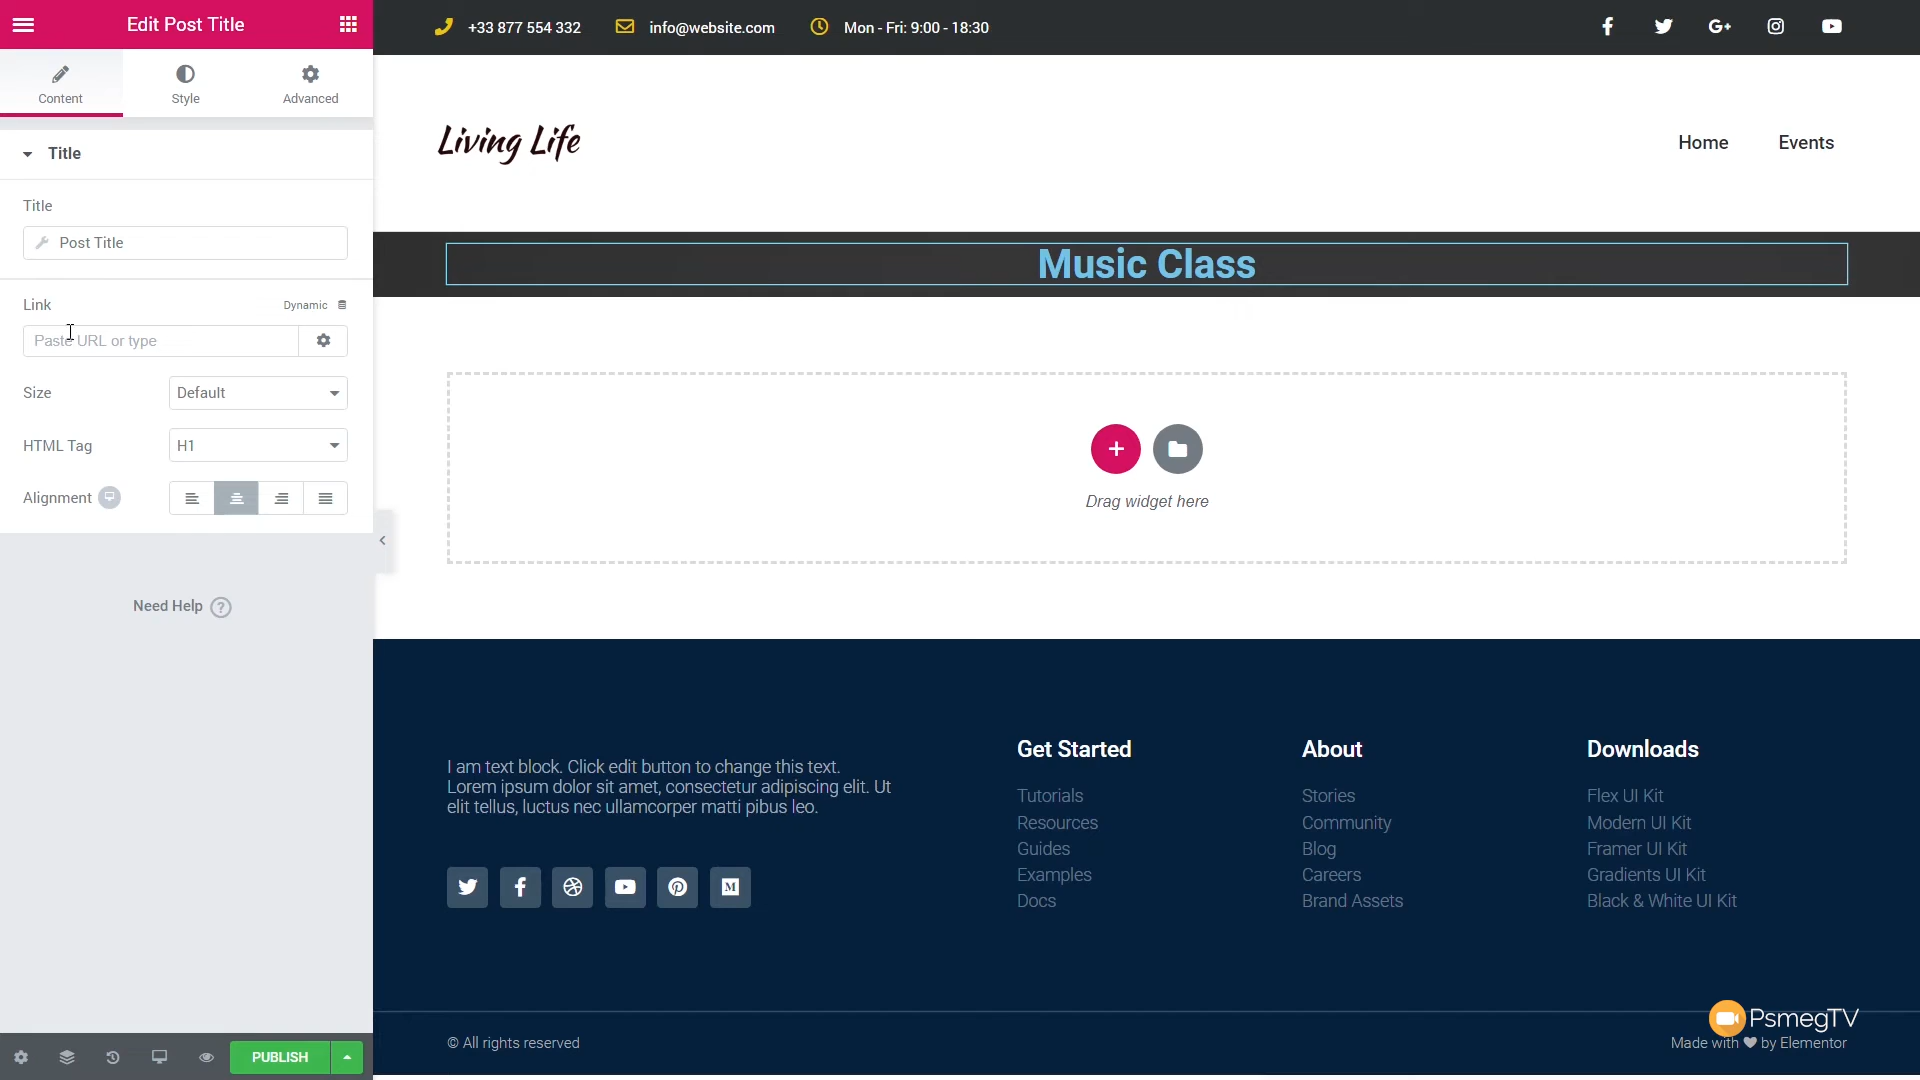 Edit Post Title
+33 877 554 332
info@website.com
Mon - Fri: 9:00 - 18:30
Content
Style
Advanced
Title
Title
Post Title
Link
Dynamic
Paste URL or type
Size
Default
HTML Tag
H1
Alignment
Need Help
PUBLISH
Living Life
Home
Events
Music Class
Drag widget here
I am text block. Click edit button to change this text.
Lorem ipsum dolor sit amet, consectetur adipiscing elit. Ut
elit tellus, luctus nec ullamcorper matti pibus leo.
Get Started
Tutorials
Resources
Guides
Examples
Docs
About
Stories
Community
Blog
Careers
Brand Assets
Downloads
Flex UI Kit
Modern UI Kit
Framer UI Kit
Gradients UI Kit
Black & White UI Kit
© All rights reserved
PsmegTV
Made with ♥ by Elementor